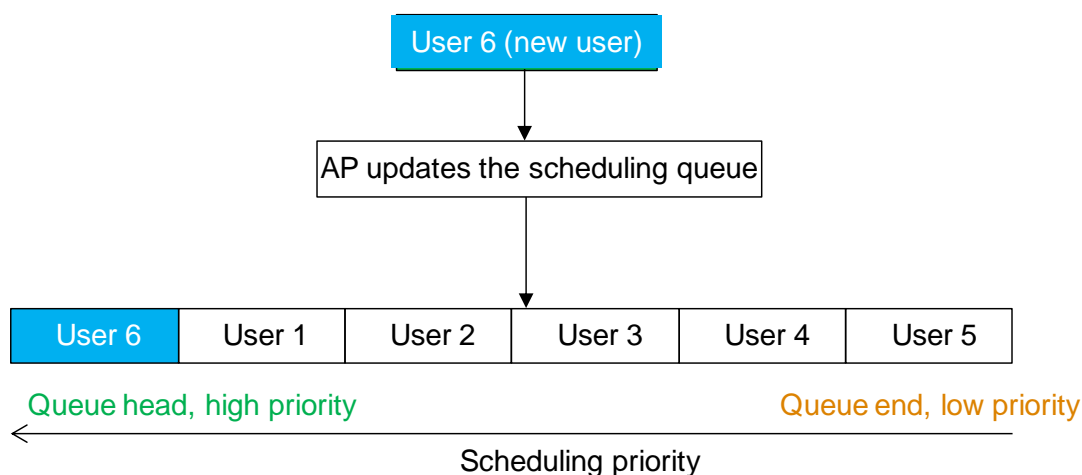 User 6 (new user)
AP updates the scheduling queue
User 6 User 1 User 2 User 3 User 4 User 5
Queue head, high priority Queue end, low priority
Scheduling priority